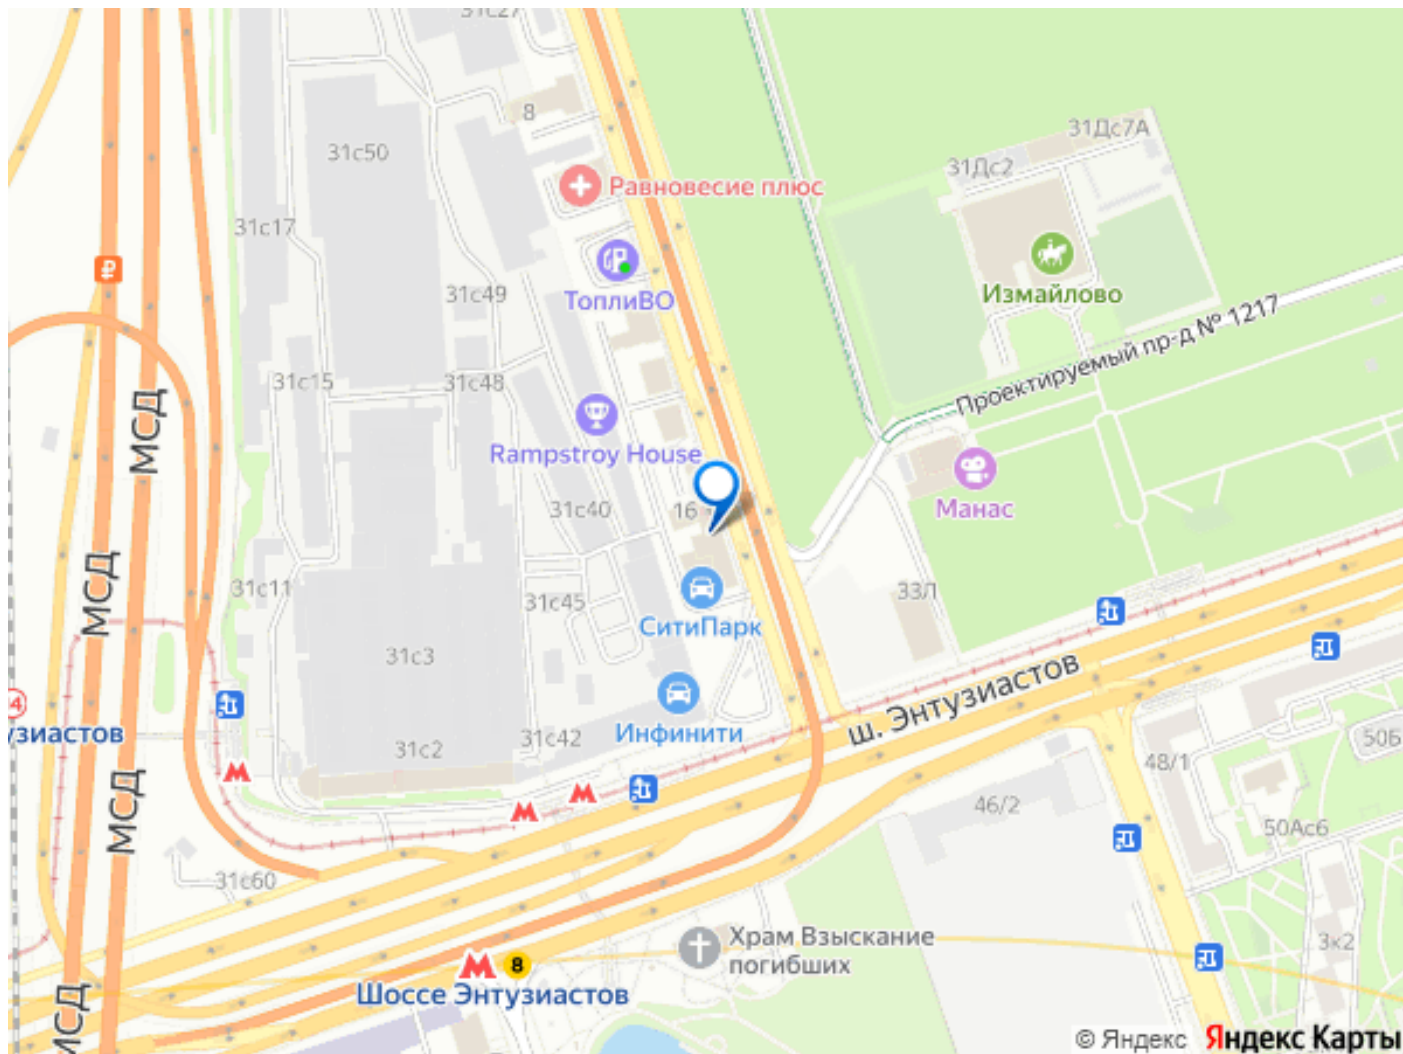 31с27
8
31с50
31Дс7А
31Дс2
Равновесие плюс
31с17
₽
31с49
ТоплиВО
Измайлово
Проектируемый пр-д № 1217
31с15
31с48
МСД
Rampstroy House
16
31с40
Манас
МСД
31с11
31с45
33Л
СитиПарк
31с3
ш. Энтузиастов
4
узиастов
31с2
31с42
Инфинити
50Б
48/1
МСД
46/2
50Ас6
31с60
Храм Взыскание
погибших
3к2
8
Шоссе Энтузиастов
МСД
© Яндекс Яндекс Карты